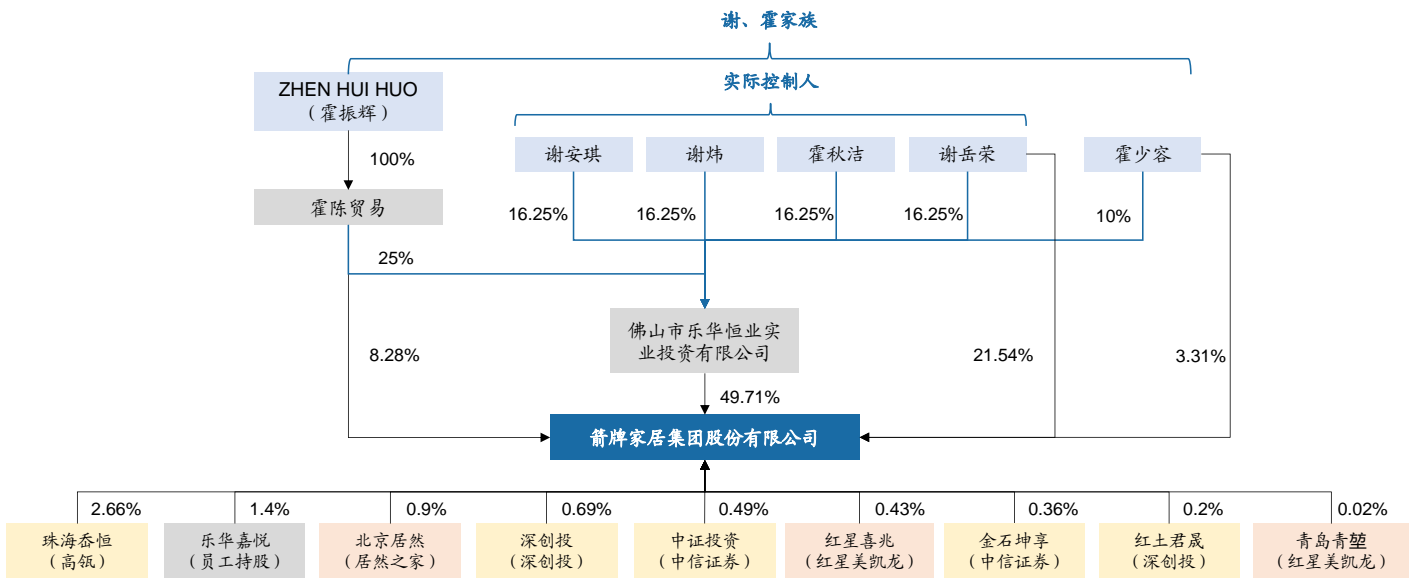 谢、霍家族
ZHEN HUI HUO
（霍振辉）
实际控制人
谢安琪
谢炜
霍秋洁
谢岳荣
霍少容
100%
霍陈贸易
16.25%
16.25%
16.25%
16.25%
10%
25%
佛山市乐华恒业实
业投资有限公司
8.28%
21.54%
3.31%
49.71%
箭牌家居集团股份有限公司
2.66%
1.4%
0.9%
0.69%
0.49%
0.43%
0.36%
0.2%
0.02%
珠海岙恒
（高瓴）
乐华嘉悦
（员工持股）
北京居然
（居然之家）
深创投
（深创投）
中证投资
（中信证券）
红星喜兆
（红星美凯龙）
金石坤享
（中信证券）
红土君晟
（深创投）
青岛青堃
（红星美凯龙）